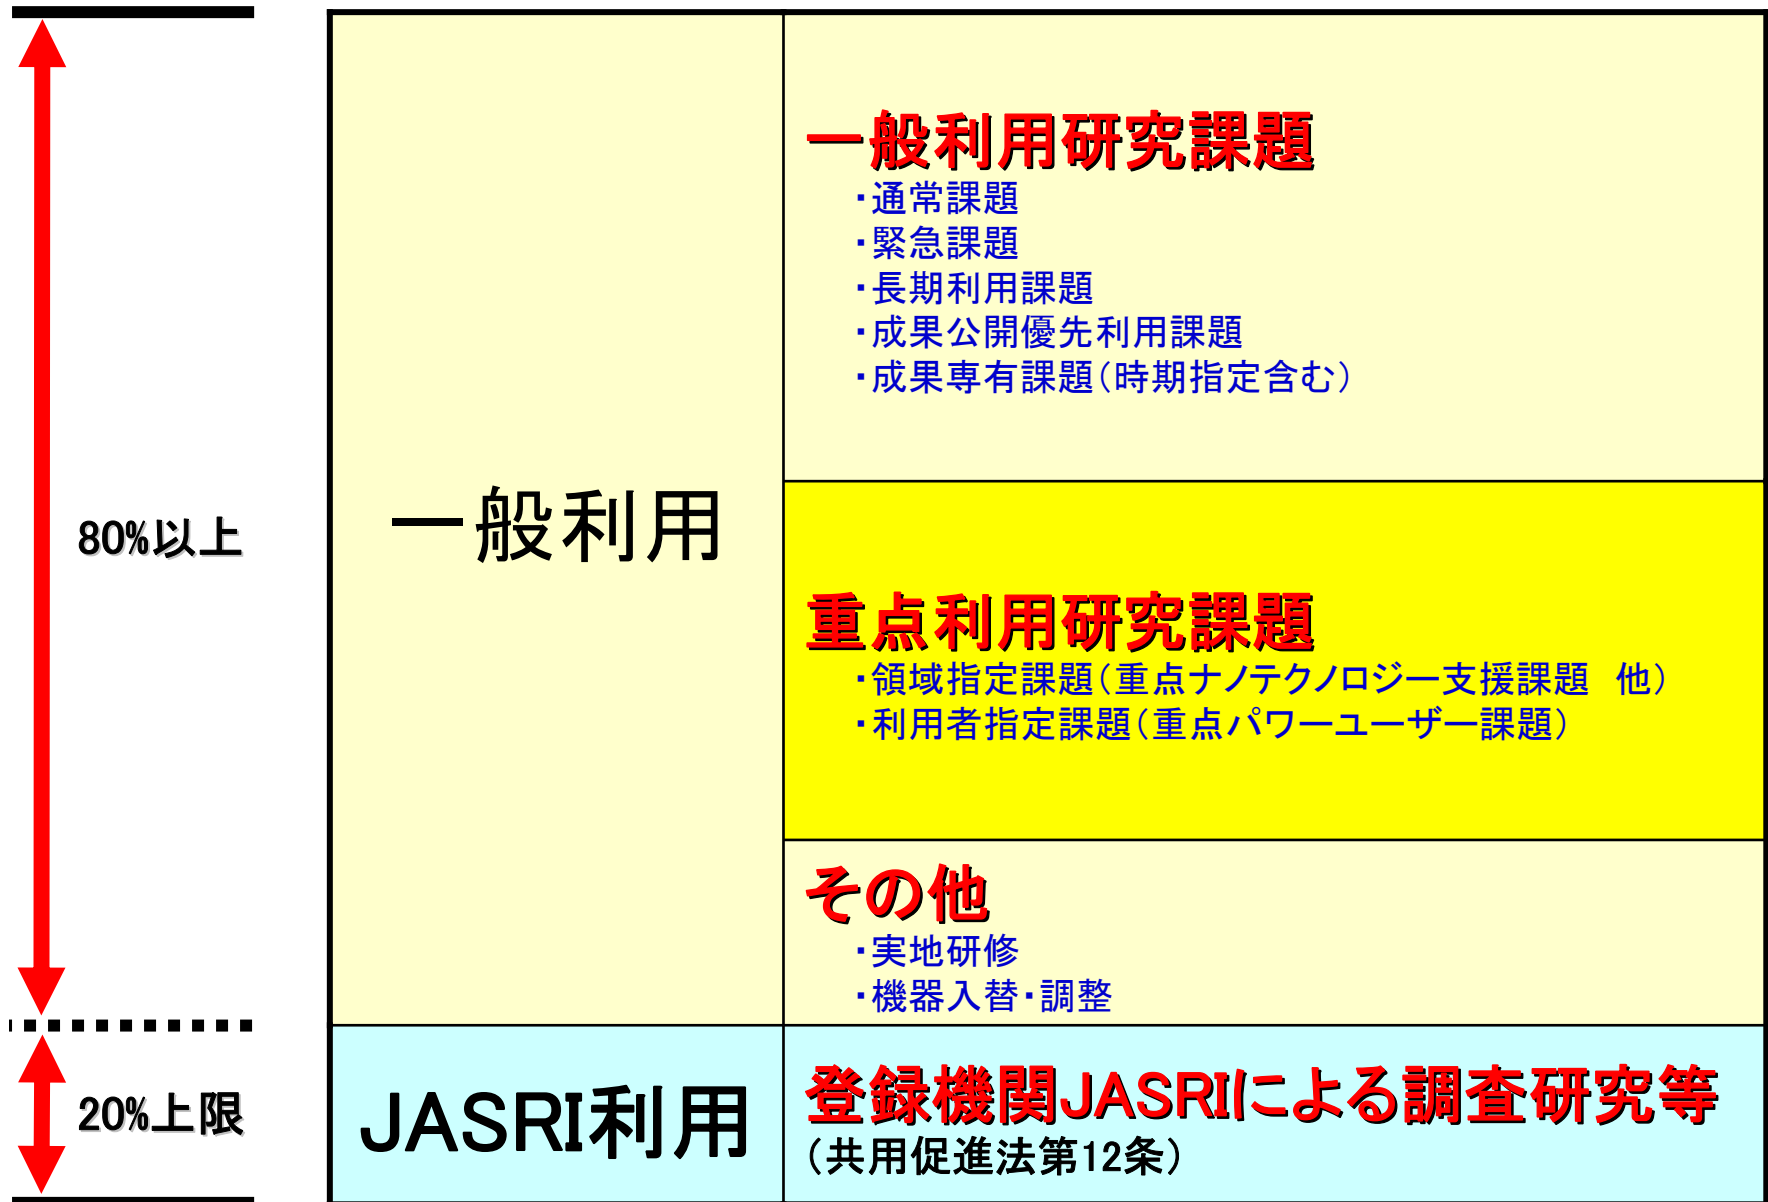 80%以上
20%上限
一般利用
一般利用研究課題
・通常課題
・緊急課題
・長期利用課題
・成果公開優先利用課題
・成果専有課題（時期指定含む）
重点利用研究課題
・領域指定課題（重点ナノテクノロジー支援課題　他）
・利用者指定課題（重点パワーユーザー課題）
その他
・実地研修
・機器入替・調整
JASRI利用
登録機関JASRIによる調査研究等
（共用促進法第12条）